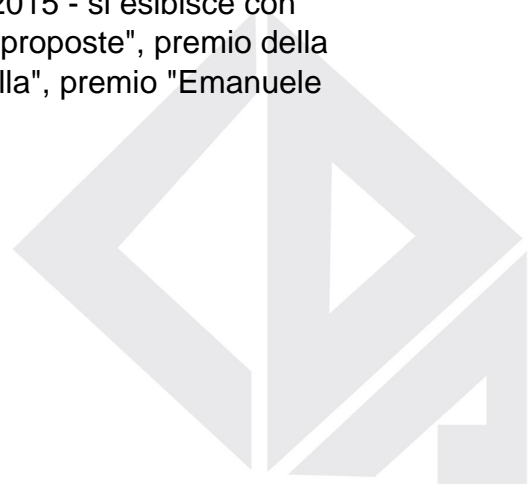 2015 - si esibisce con
proposte", premio della
lla", premio "Emanuele